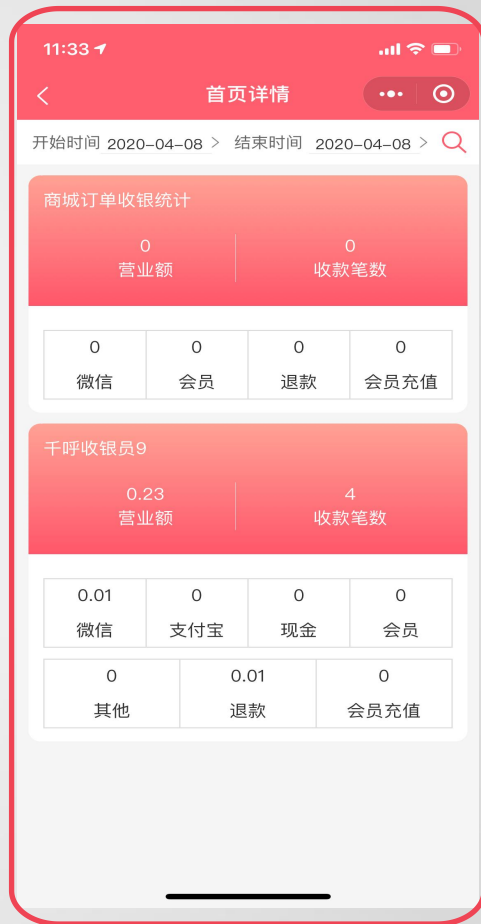 11:33
首页详情
开始时间 2020-04-08 > 结束时间 2020-04-08 >
商城订单收银统计
0 0
营业额 收款笔数
0 0 0 0
微信 会员 退款 会员充值
千呼收银员9
0.23 4
营业额 收款笔数
0.01 0 0 0
微信 支付宝 现金 会员
0 0.01 0
其他 退款 会员充值